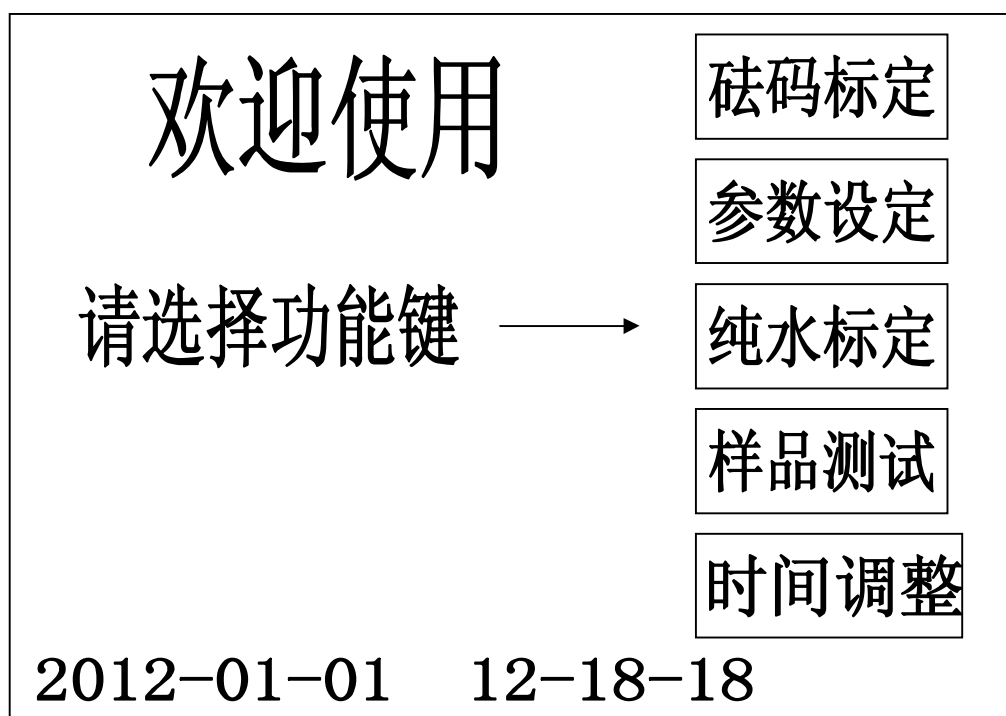 欢迎使用
请选择功能键
砝码标定
参数设定
纯水标定
样品测试
时间调整
2012-01-01 12-18-18